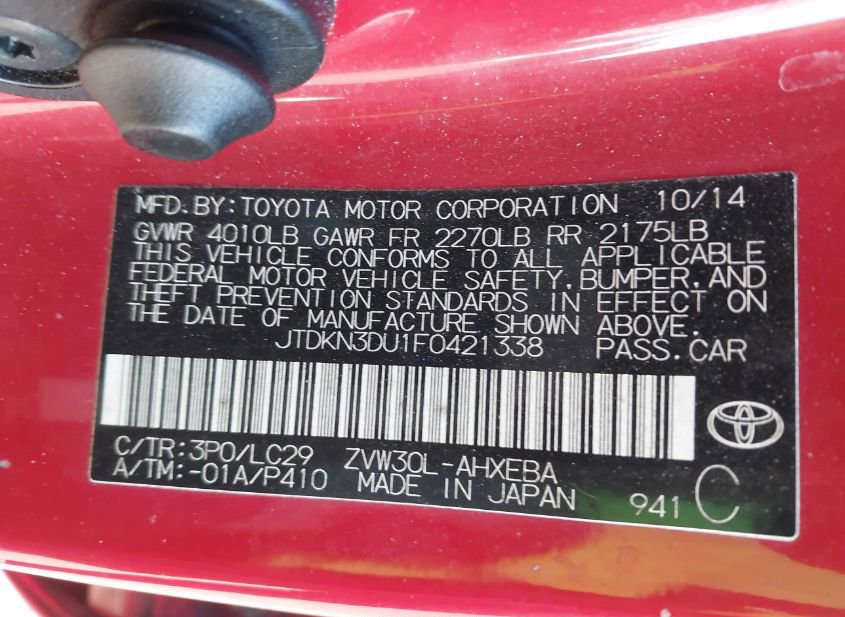 MFD.BY:TOYOTA MOTOR CORPORATION 10/14
GVWR 4010LB GAWR FR 2270LB RR 2175LB
THIS VEHICLE CONFORMS TO ALL APPLICABLE
FEDERAL MOTOR VEHICLE SAFETY,BUMPER,AND
THEFT PREVENTION STANDARDS IN EFFECT ON
THE DATE OF MANUFACTURE SHOWN ABOVE.
JTDKN3DU1F0421338 PASS.CAR
C/TR:3P0/LC29 ZVW30L-AHXEBA
A/TM:-01A/P410 MADE IN JAPAN 941 C